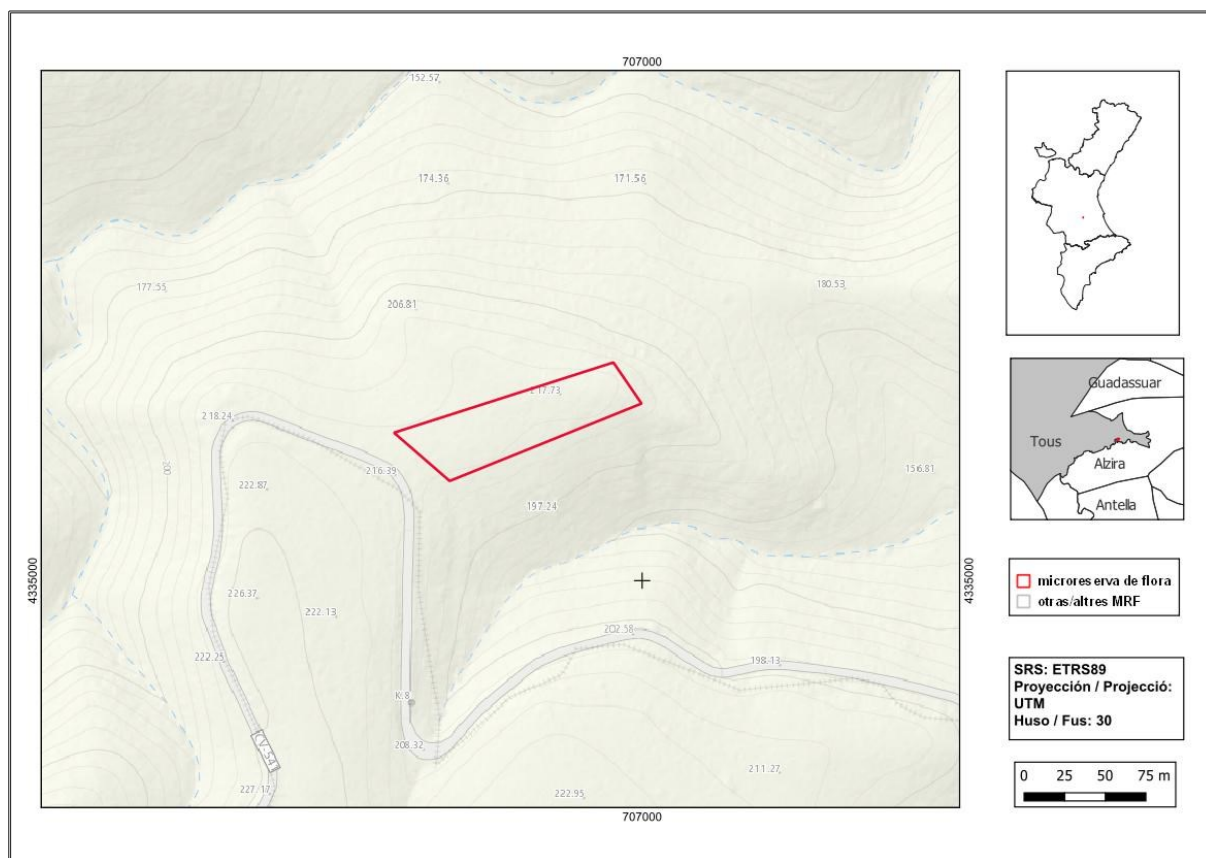 707000
152.57
174.36
171.56
177.55
180.53
206.81
217.73
218.24
216.39
200
222.87
156.81
197.24
4335000
4335000
226.37
222.13
202.58
222.25
198.13
K.8
208.32
CV-541
211.27
227.17
222.95
707000
Guadassuar
Tous
Alzira
Antella
microreserva de flora
otras/altres MRF
SRS: ETRS89
Proyección / Projecció:
UTM
Huso / Fus: 30
0 25 50 75 m